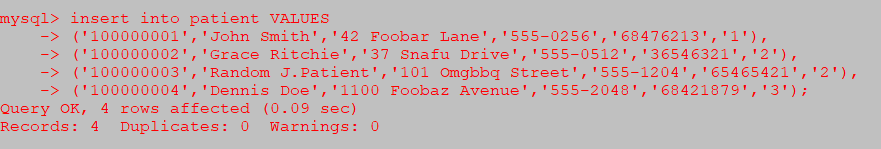 mysql> insert into patient VALUES
    -> ('100000001','John Smith','42 Foobar Lane','555-0256','68476213','1'),
    -> ('100000002','Grace Ritchie','37 Snafu Drive','555-0512','36546321','2'),
    -> ('100000003','Random J.Patient','101 Omgbbq Street','555-1204','65465421','2'),
    -> ('100000004','Dennis Doe','1100 Foobaz Avenue','555-2048','68421879','3');
Query OK, 4 rows affected (0.09 sec)
Records: 4  Duplicates: 0  Warnings: 0